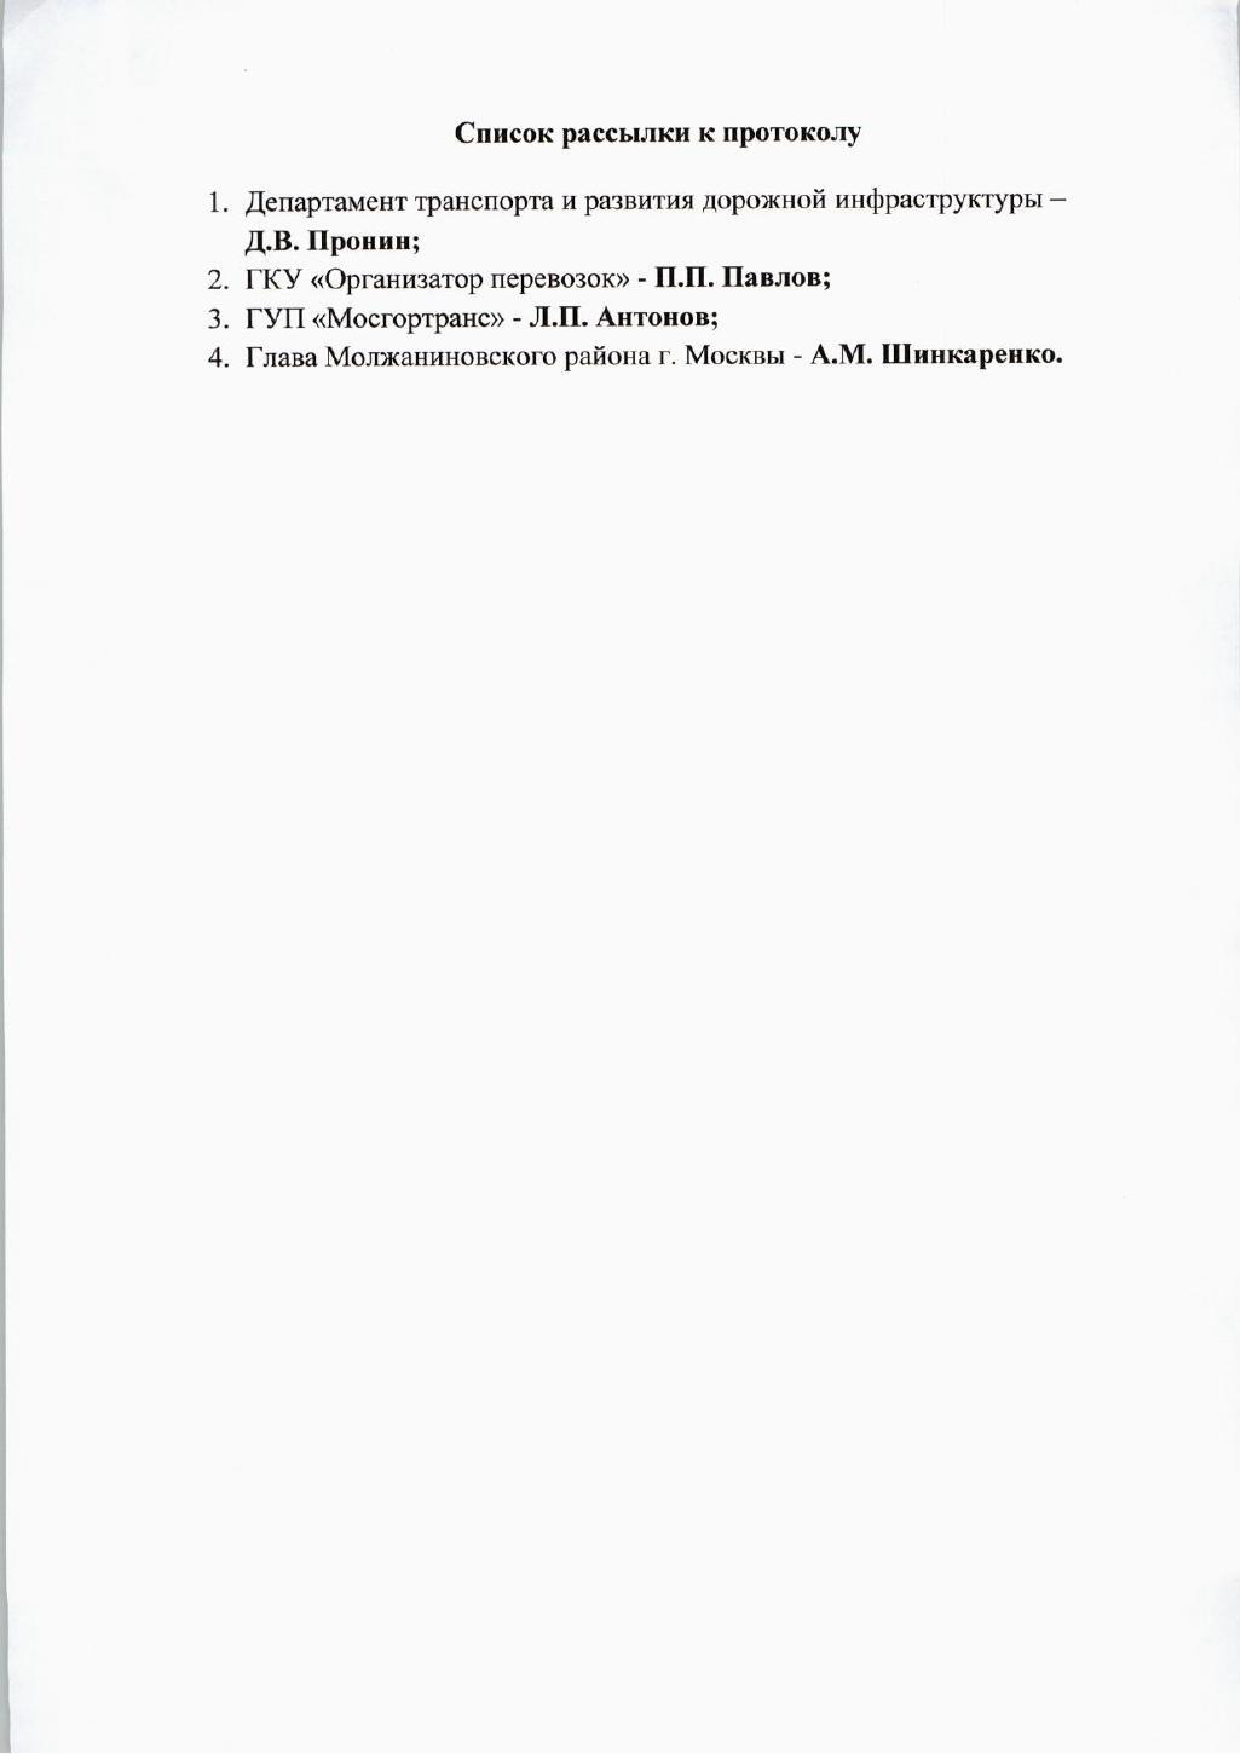 Список рассылки к протоколу
1. Департамент транспорта и развития дорожной инфраструктуры –
Д.В. Пронин;
2. ГКУ «Организатор перевозок» - П.П. Павлов;
3. ГУП «Мосгортранс» - Л.П. Антонов;
4. Глава Молжаниновского района г. Москвы - А.М. Шинкаренко.